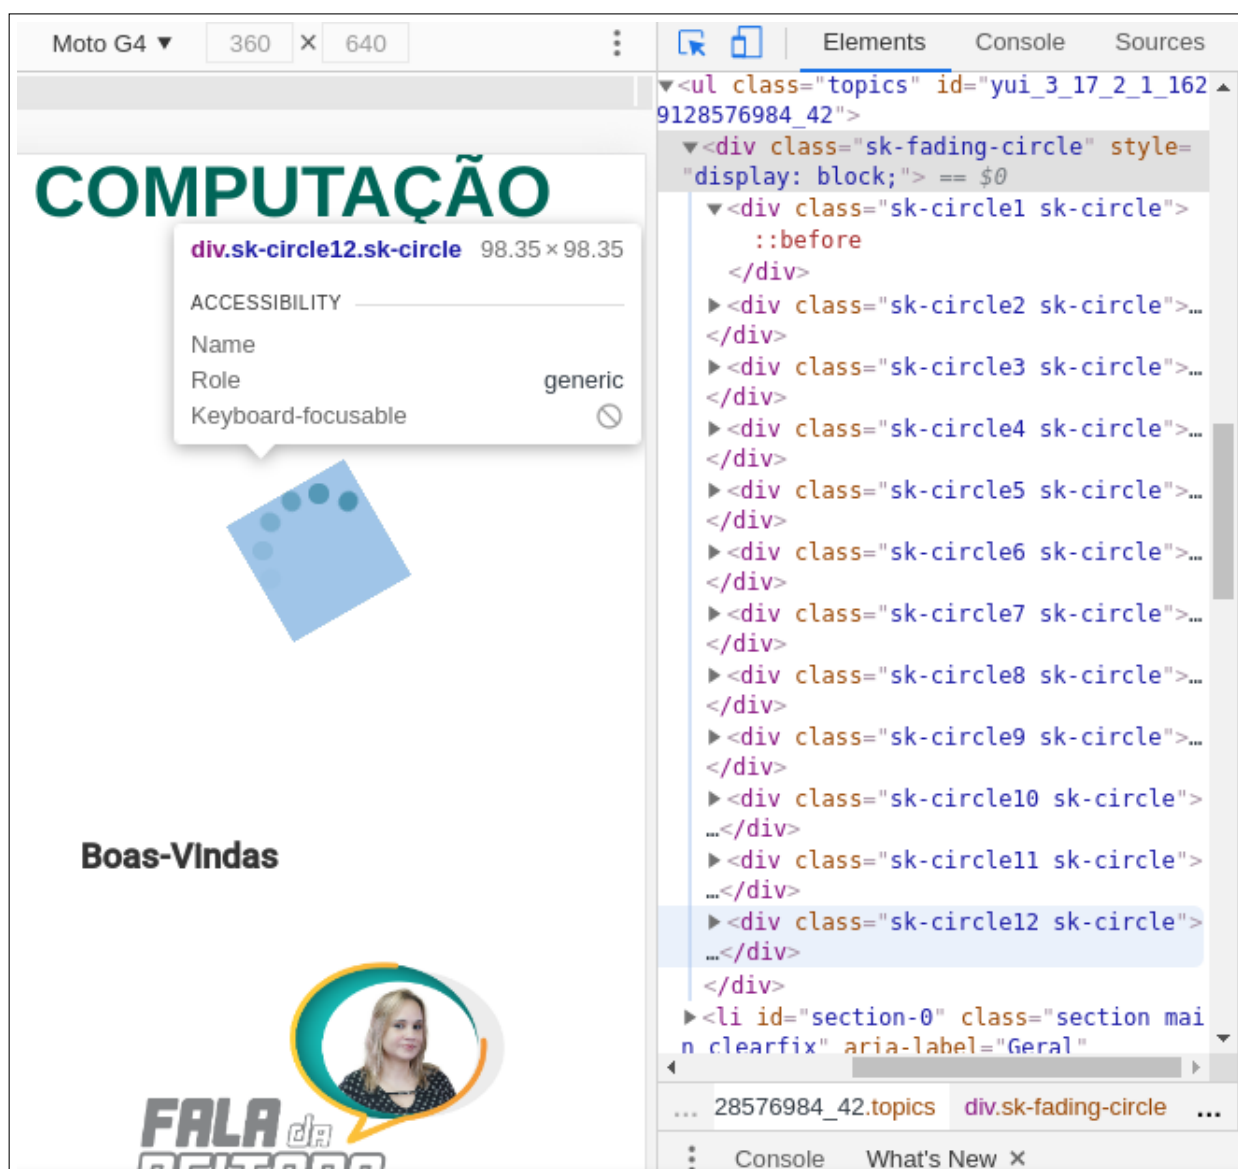 Moto G4 ▼ 360 × 640
Elements Console Sources
COMPUTAÇÃO
div.sk-circle12.sk-circle 98.35 × 98.35
ACCESSIBILITY
Name
Role generic
Keyboard-focusable
Boas-VIndas
FALA da
REITORA
▼<ul class="topics" id="yui_3_17_2_1_162
9128576984_42">
▼<div class="sk-fading-circle" style=
"display: block;"> == $0
▼<div class="sk-circle1 sk-circle">
::before
</div>
▶<div class="sk-circle2 sk-circle">…
</div>
▶<div class="sk-circle3 sk-circle">…
</div>
▶<div class="sk-circle4 sk-circle">…
</div>
▶<div class="sk-circle5 sk-circle">…
</div>
▶<div class="sk-circle6 sk-circle">…
</div>
▶<div class="sk-circle7 sk-circle">…
</div>
▶<div class="sk-circle8 sk-circle">…
</div>
▶<div class="sk-circle9 sk-circle">…
</div>
▶<div class="sk-circle10 sk-circle">
…</div>
▶<div class="sk-circle11 sk-circle">
…</div>
▶<div class="sk-circle12 sk-circle">
…</div>
</div>
▶<li id="section-0" class="section mai
n clearfix" aria-label="Geral"
... 28576984_42.topics div.sk-fading-circle ...
Console What's New ×